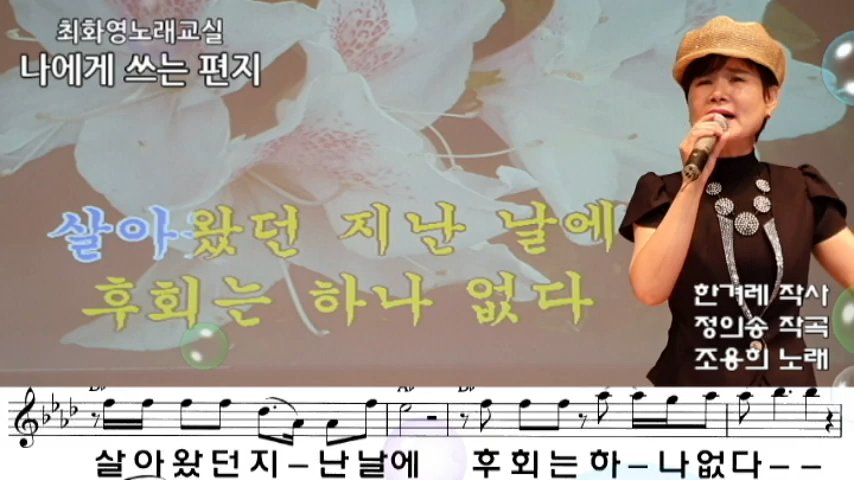 최화영노래교실
나에게 쓰는 편지
살아왔던 지난 날에
후회는 하나 없다
한겨레 작사
정의송 작곡
조용희 노래
D♭ A♭ D♭
살아왔던지–난날에 후회는하–나없다––